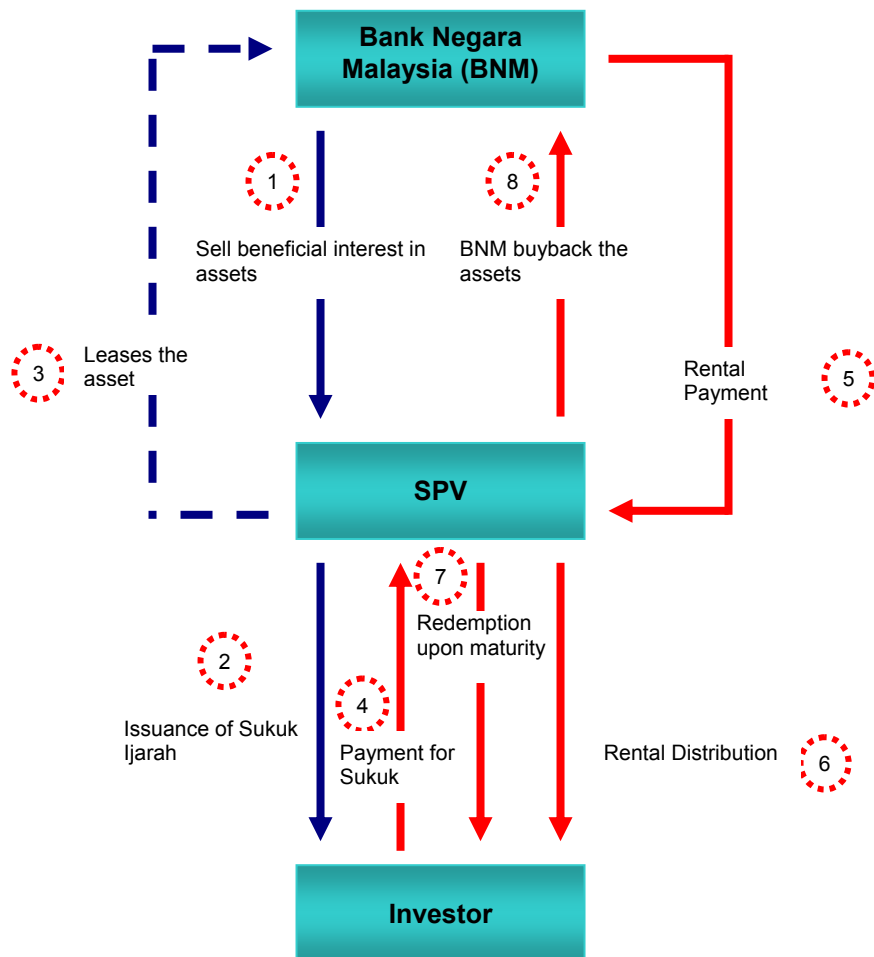 Bank Negara
Malaysia (BNM)
1
8
Sell beneficial interest in
assets
BNM buyback the
assets
3
Leases the
asset
Rental
Payment
5
SPV
7
Redemption
upon maturity
2
4
Issuance of Sukuk
Ijarah
Payment for
Sukuk
Rental Distribution
6
Investor